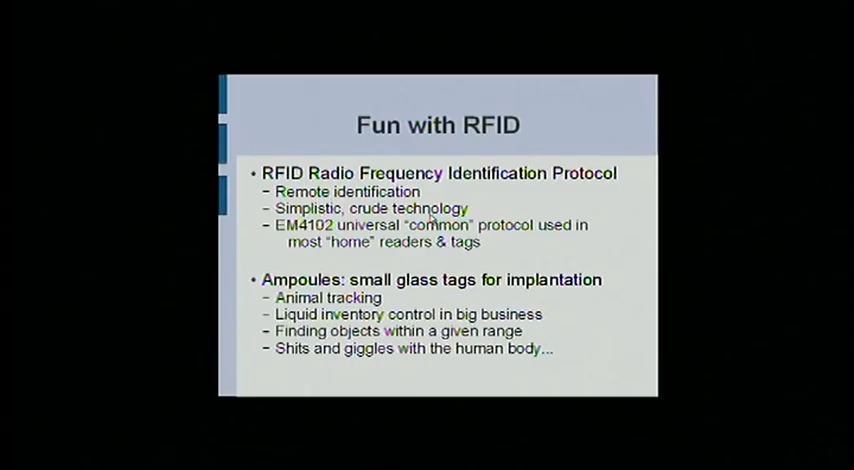 Fun with RFID
• RFID Radio Frequency Identification Protocol
– Remote identification
– Simplistic, crude technology
– EM4102 universal “common” protocol used in
most “home” readers & tags
• Ampoules: small glass tags for implantation
– Animal tracking
– Liquid inventory control in big business
– Finding objects within a given range
– Shits and giggles with the human body...